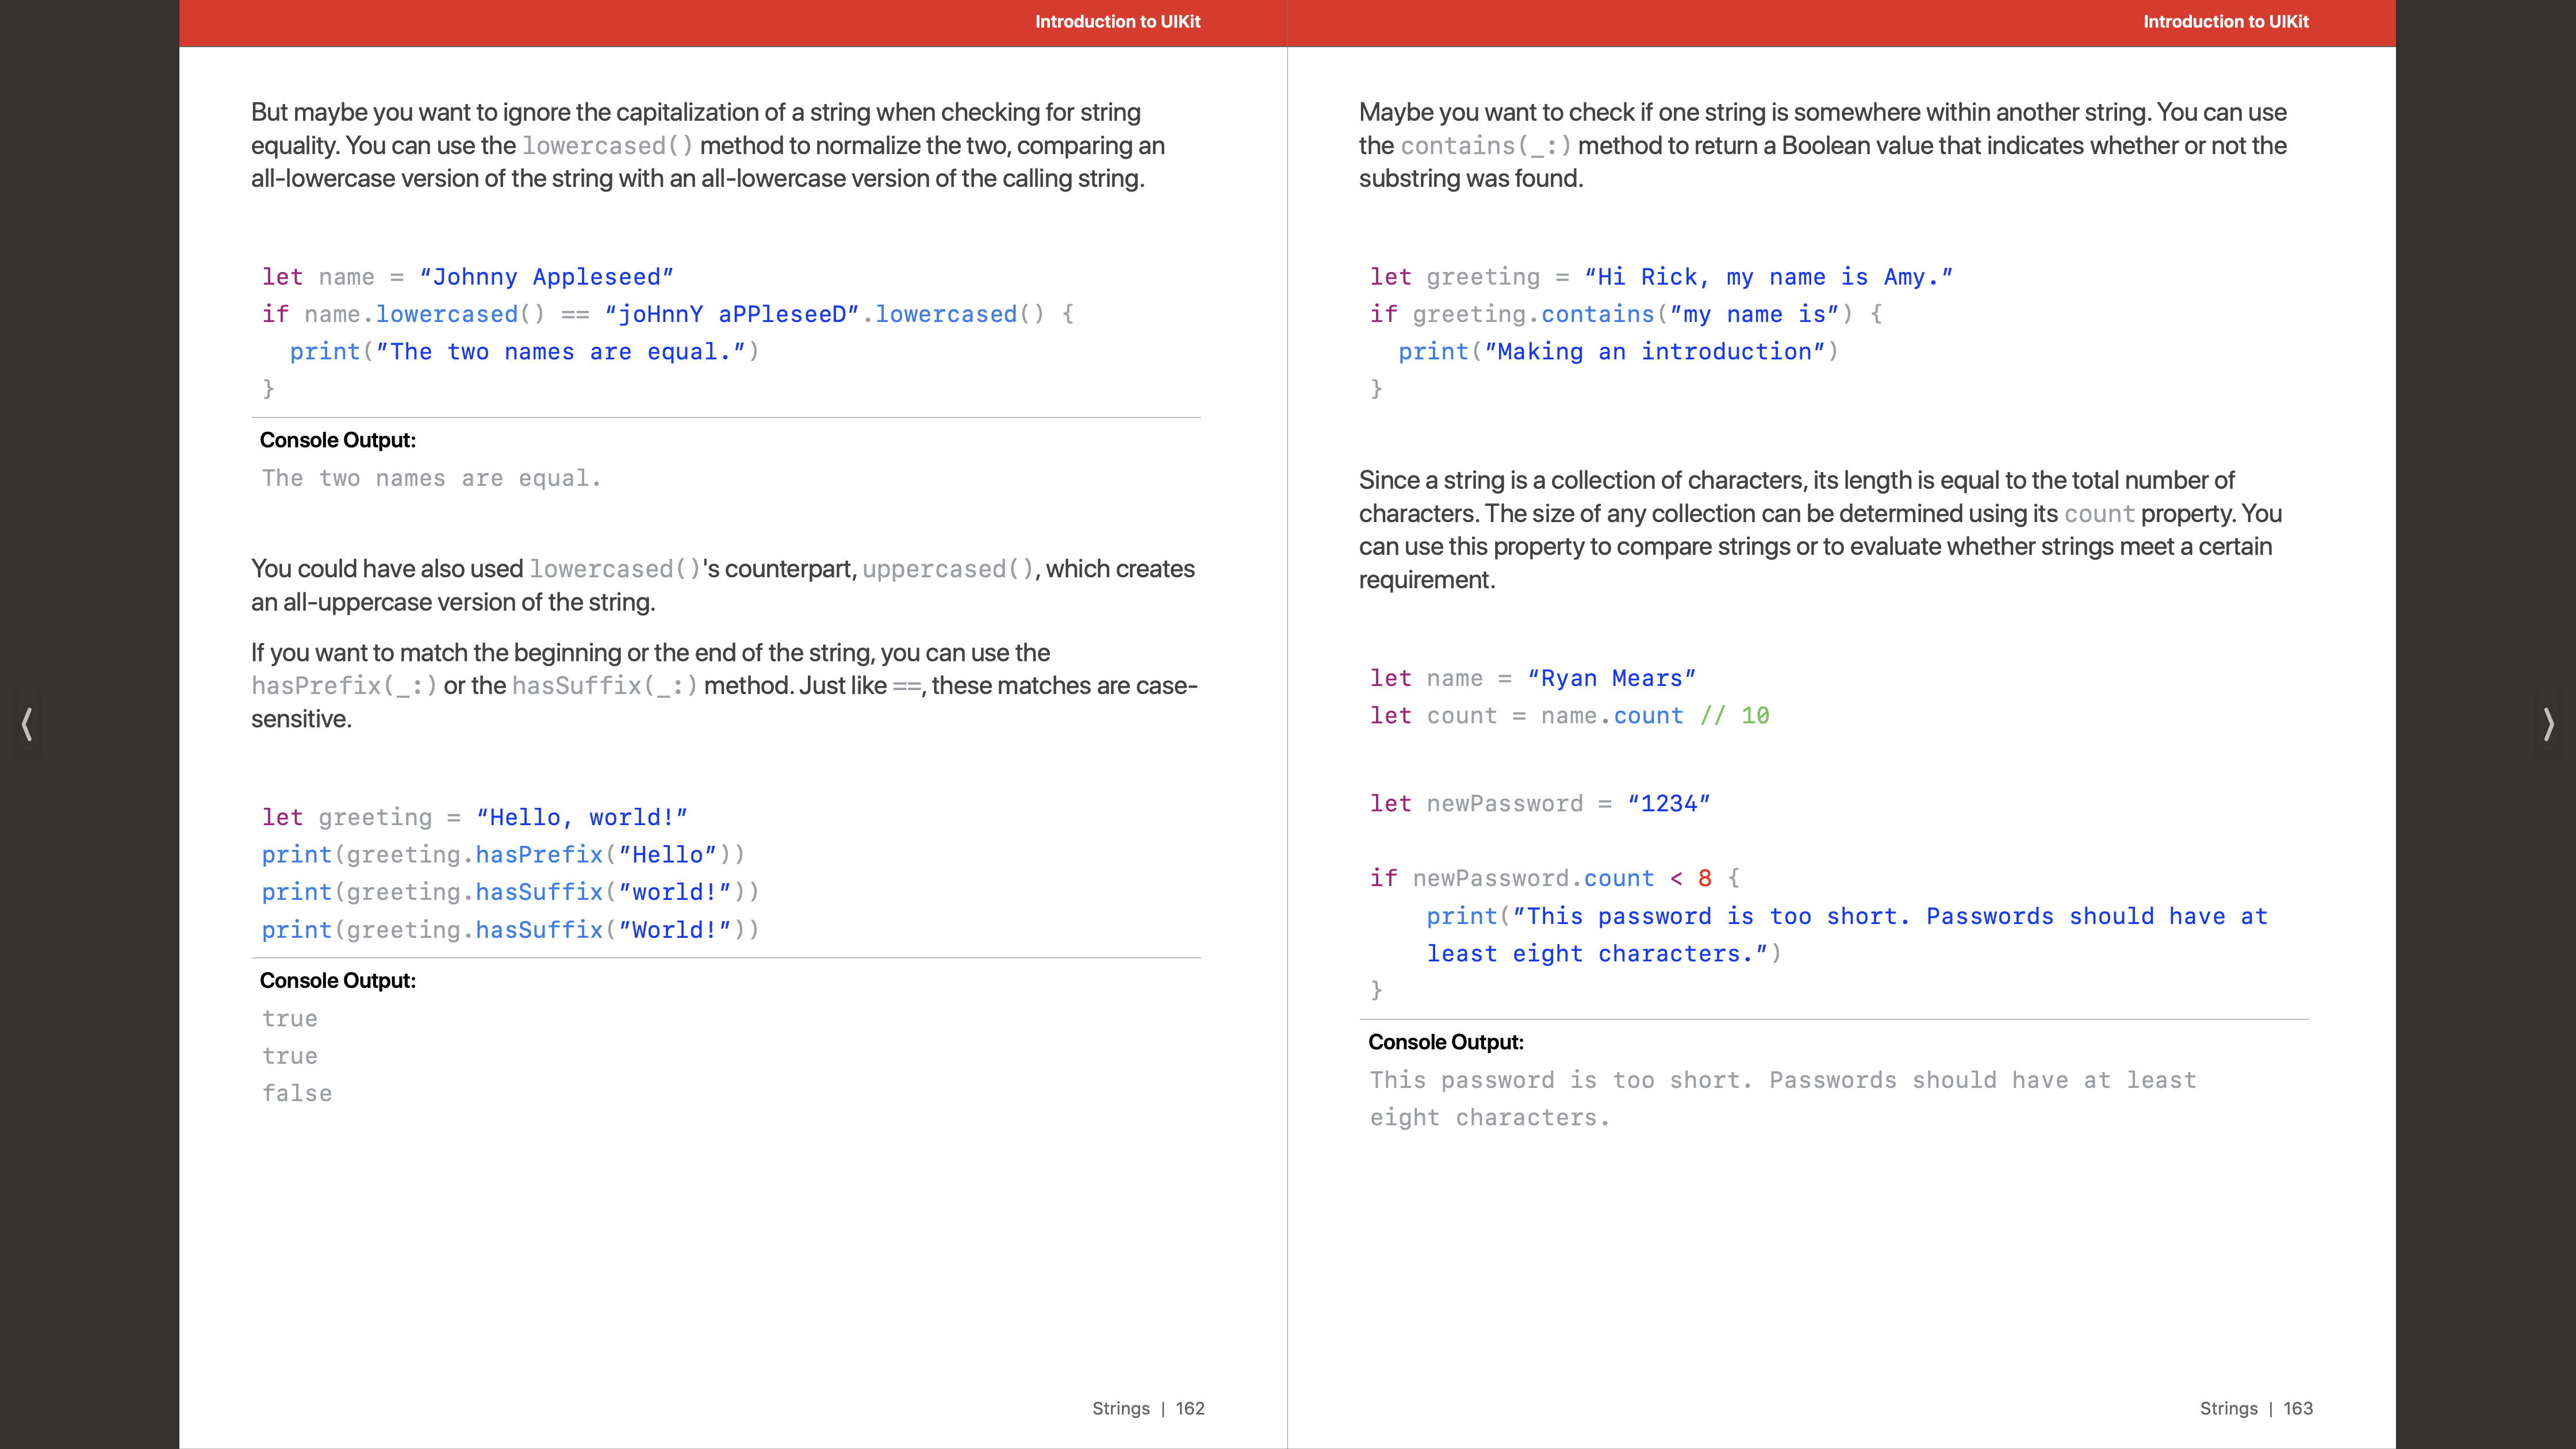 Introduction to UIKit
But maybe you want to ignore the capitalization of a string when checking for string
equality. You can use the lowercased() method to normalize the two, comparing an
all-lowercase version of the string with an all-lowercase version of the calling string.
let name = “Johnny Appleseed”
if name.lowercased() == “joHnnY aPPleseeD”.lowercased() {
  print(”The two names are equal.”)
}
Console Output:
The two names are equal.
You could have also used lowercased()'s counterpart, uppercased(), which creates
an all-uppercase version of the string.
If you want to match the beginning or the end of the string, you can use the
hasPrefix(_:) or the hasSuffix(_:) method. Just like ==, these matches are case-
sensitive.
let greeting = “Hello, world!”
print(greeting.hasPrefix(”Hello”))
print(greeting.hasSuffix(”world!”))
print(greeting.hasSuffix(”World!”))
Console Output:
true
true
false
Strings | 162
Introduction to UIKit
Maybe you want to check if one string is somewhere within another string. You can use
the contains(_:) method to return a Boolean value that indicates whether or not the
substring was found.
let greeting = “Hi Rick, my name is Amy.”
if greeting.contains(”my name is”) {
  print(”Making an introduction”)
}
Since a string is a collection of characters, its length is equal to the total number of
characters. The size of any collection can be determined using its count property. You
can use this property to compare strings or to evaluate whether strings meet a certain
requirement.
let name = “Ryan Mears”
let count = name.count // 10
let newPassword = “1234”
if newPassword.count < 8 {
    print(”This password is too short. Passwords should have at
    least eight characters.”)
}
Console Output:
This password is too short. Passwords should have at least
eight characters.
Strings | 163